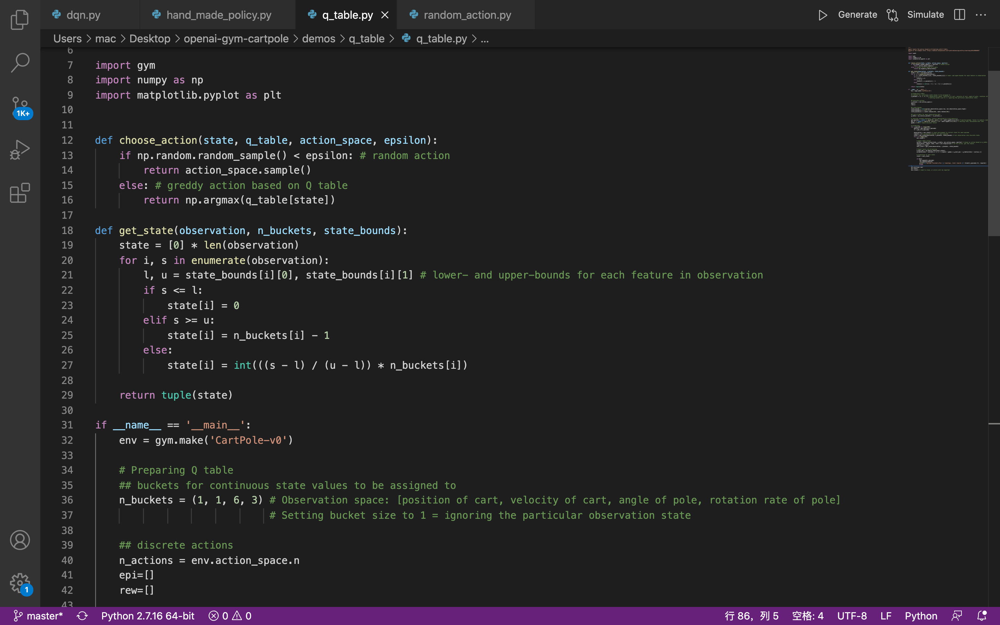 dqn.py
hand_made_policy.py
q_table.py
random_action.py
Generate
Simulate
Users > mac > Desktop > openai-gym-cartpole > demos > q_table > q_table.py > ...
6
7 import gym
8 import numpy as np
9 import matplotlib.pyplot as plt
10
11
12 def choose_action(state, q_table, action_space, epsilon):
13     if np.random.random_sample() < epsilon: # random action
14         return action_space.sample()
15     else: # greddy action based on Q table
16         return np.argmax(q_table[state])
17
18 def get_state(observation, n_buckets, state_bounds):
19     state = [0] * len(observation)
20     for i, s in enumerate(observation):
21         l, u = state_bounds[i][0], state_bounds[i][1] # lower- and upper-bounds for each feature in observation
22         if s <= l:
23             state[i] = 0
24         elif s >= u:
25             state[i] = n_buckets[i] - 1
26         else:
27             state[i] = int(((s - l) / (u - l)) * n_buckets[i])
28
29     return tuple(state)
30
31 if __name__ == '__main__':
32     env = gym.make('CartPole-v0')
33
34     # Preparing Q table
35     ## buckets for continuous state values to be assigned to
36     n_buckets = (1, 1, 6, 3) # Observation space: [position of cart, velocity of cart, angle of pole, rotation rate of pole]
37                              # Setting bucket size to 1 = ignoring the particular observation state
38
39     ## discrete actions
40     n_actions = env.action_space.n
41     epi=[]
42     rew=[]
43
1K+
1
master* Python 2.7.16 64-bit 0 0 行 86，列 5 空格: 4 UTF-8 LF Python